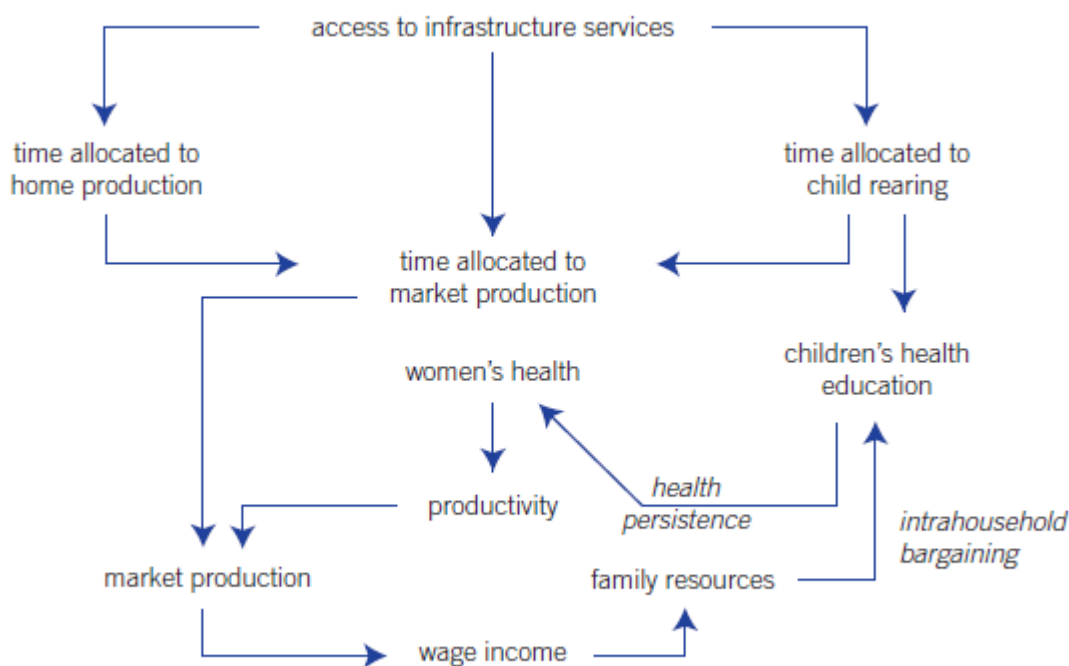 access to infrastructure services
time allocated to
home production
time allocated to
child rearing
time allocated to
market production
women's health
children's health
education
productivity
health
persistence
intrahousehold
bargaining
market production
family resources
wage income